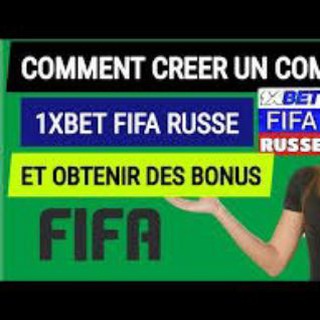 COMMENT CREER UN COM
1XBET FIFA RUSSE
1XBET
FIFA
RUSSE
ET OBTENIR DES BONUS
FIFA